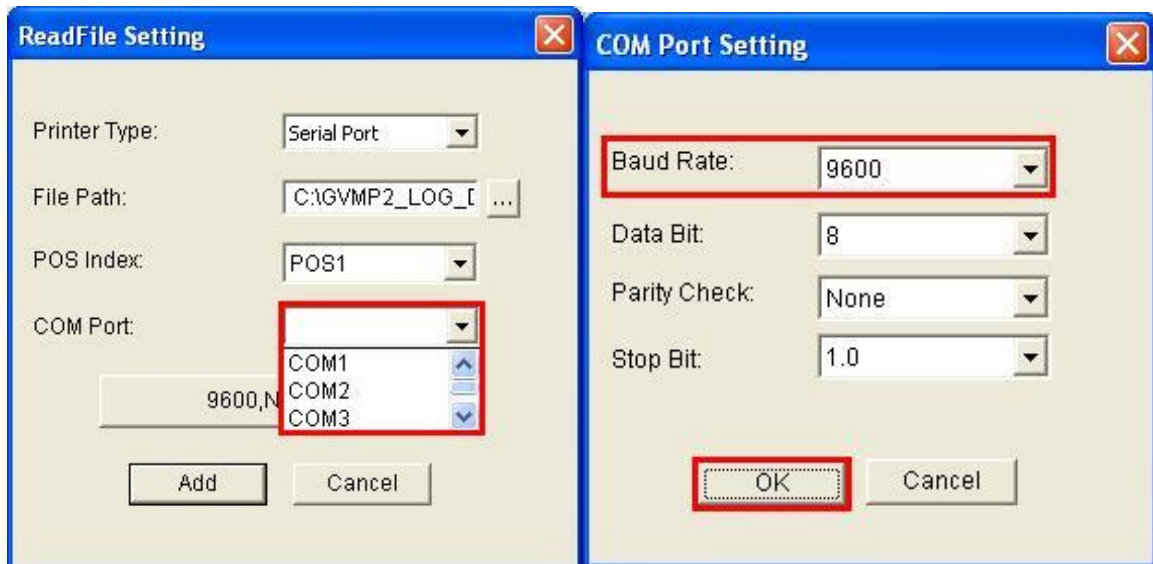 ReadFile Setting
Printer Type:
Serial Port
File Path:
C:\GVMP2_LOG_D
...
POS Index:
POS1
COM Port:
COM1
COM2
COM3
9600,N
Add
Cancel
COM Port Setting
Baud Rate:
9600
Data Bit:
8
Parity Check:
None
Stop Bit:
1.0
OK
Cancel